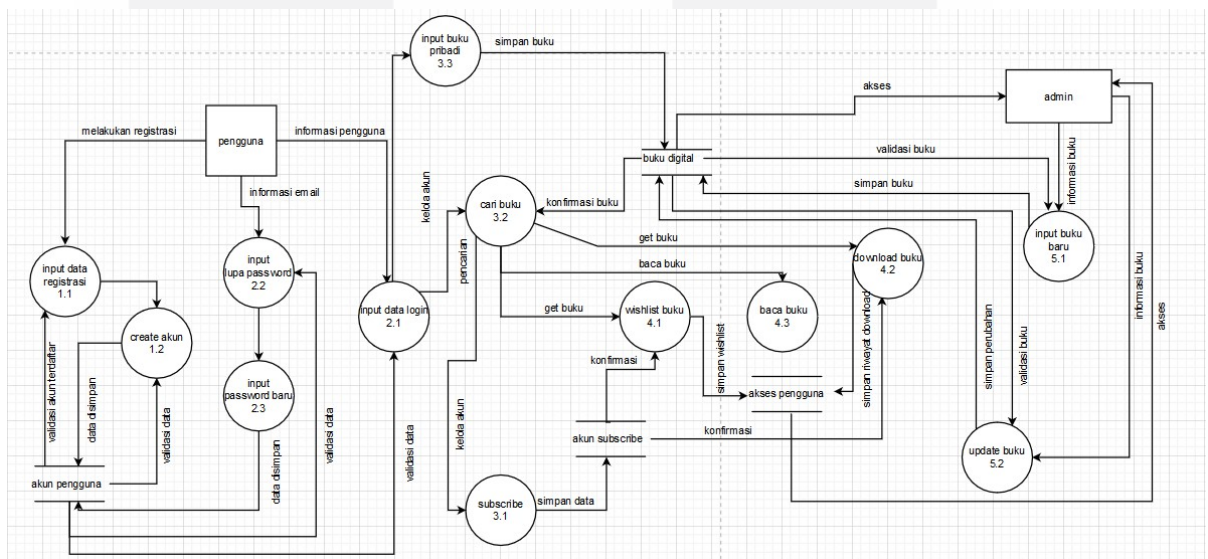 input buku
pribadi
3.3
simpan buku
akses
admin
pengguna
melakukan registrasi
informasi pengguna
informasi email
buku digital
validasi buku
simpan buku
informasi buku
kelola akun
cari buku
3.2
konfirmasi buku
input buku
baru
5.1
get buku
download buku
4.2
pencarian
baca buku
input data
registrasi
1.1
input
lupa password
2.2
input data login
2.1
get buku
wishlist buku
4.1
baca buku
4.3
informasi buku
akses
create akun
1.2
konfirmasi
simpan wishlist
simpan riwayat download
simpan perubahan
validasi buku
validasi akun terdaftar
data disimpan
validasi data
input
password baru
2.3
akses pengguna
kelola akun
akun subscribe
konfirmasi
update buku
5.2
data disimpan
validasi data
validasi data
akun pengguna
subscribe
3.1
simpan data